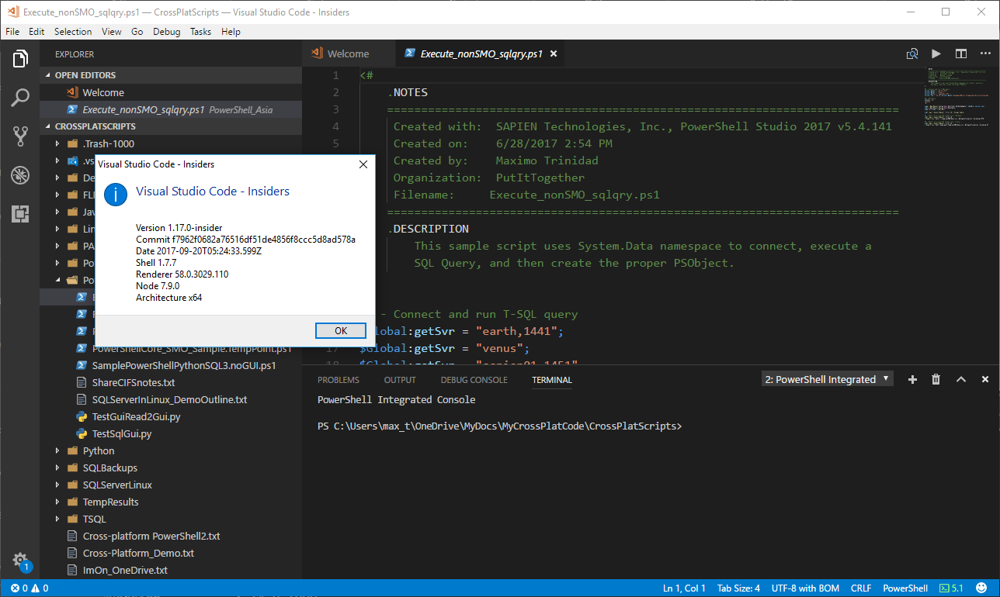 Execute_nonSMO_sqlqry.ps1 — CrossPlatScripts — Visual Studio Code - Insiders
File Edit Selection View Go Debug Tasks Help
EXPLORER
OPEN EDITORS
Welcome
Execute_nonSMO_sqlqry.ps1 PowerShell_Asia
CROSSPLATSCRIPTS
.Trash-1000
.vs
De
FLI
Jav
Lin
PA
Po
Po
PowerShellCore_SMO_Sample.TempPoint.ps1
SamplePowerShellPythonSQL3.noGUI.ps1
ShareCIFSnotes.txt
SQLServerInLinux_DemoOutline.txt
TestGuiRead2Gui.py
TestSqlGui.py
Python
SQLBackups
SQLServerLinux
TempResults
TSQL
Cross-platform PowerShell2.txt
Cross-Platform_Demo.txt
ImOn_OneDrive.txt
1
Visual Studio Code - Insiders
Visual Studio Code - Insiders
Version 1.17.0-insider
Commit f7962f0682a76516df51de4856f8ccc5d8ad578a
Date 2017-09-20T05:24:33.599Z
Shell 1.7.7
Renderer 58.0.3029.110
Node 7.9.0
Architecture x64
OK
Welcome Execute_nonSMO_sqlqry.ps1
1 <#
2 .NOTES
3 ===========================================================================
4 Created with: SAPIEN Technologies, Inc., PowerShell Studio 2017 v5.4.141
5 Created on: 6/28/2017 2:54 PM
Created by: Maximo Trinidad
Organization: PutItTogether
Filename: Execute_nonSMO_sqlqry.ps1
===========================================================================
.DESCRIPTION
This sample script uses System.Data namespace to connect, execute a
SQL Query, and then create the proper PSObject.
- Connect and run T-SQL query
lobal:getSvr = "earth,1441";
17 $Global:getSvr = "venus";
18 $Global:getSvr = "sapien01,1451"
PROBLEMS OUTPUT DEBUG CONSOLE TERMINAL
2: PowerShell Integrated
PowerShell Integrated Console
PS C:\Users\max_t\OneDrive\MyDocs\MyCrossPlatCode\CrossPlatScripts>
0 0
Ln 1, Col 1 Tab Size: 4 UTF-8 with BOM CRLF PowerShell 5.1